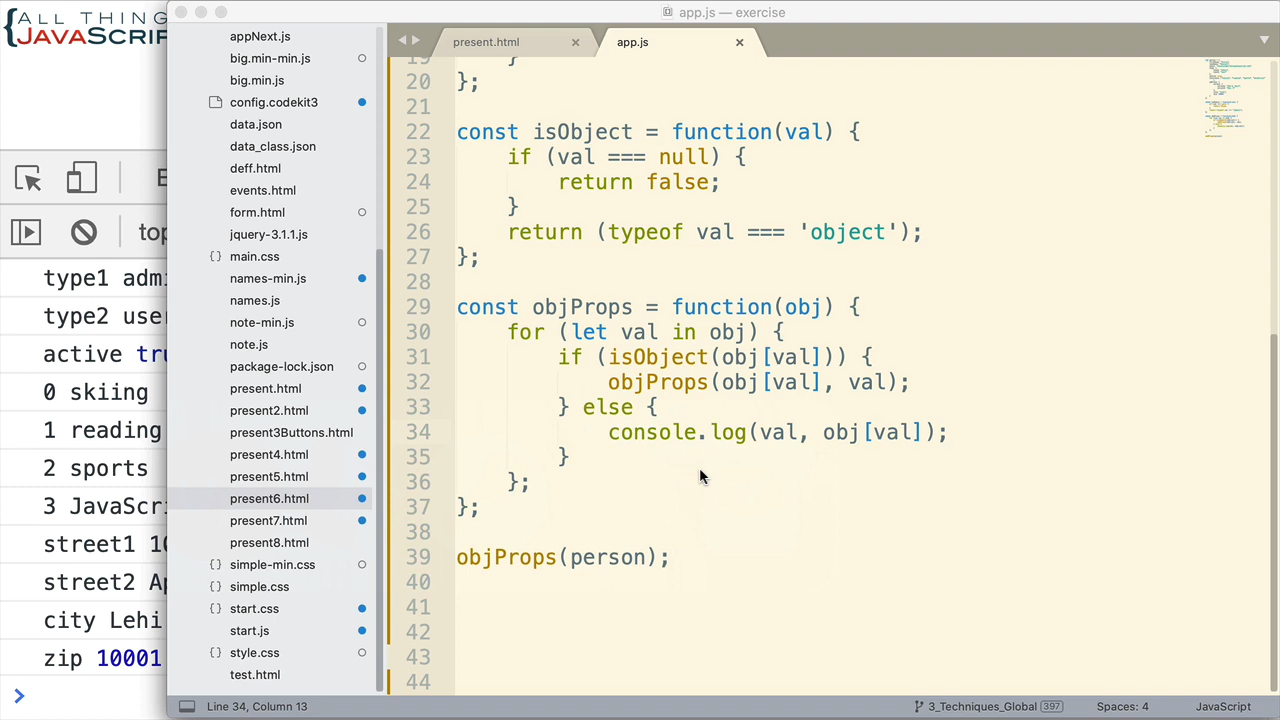 ALL THING
{JAVASCRIP
app.js — exercise
present.html ×
app.js ×
appNext.js
big.min-min.js
big.min.js
config.codekit3
data.json
data_class.json
deff.html
events.html
form.html
jquery-3.1.1.js
{} main.css
names-min.js
names.js
note-min.js
note.js
package-lock.json
present.html
present2.html
present3Buttons.html
present4.html
present5.html
present6.html
present7.html
present8.html
{} simple-min.css
{} simple.css
{} start.css
start.js
{} style.css
test.html
top
type1 admi
type2 user
active tru
0 skiing
1 reading
2 sports
3 JavaScri
street1 10
street2 Ap
city Lehi
zip 10001
>
19 }
20 };
21
22 const isObject = function(val) {
23 if (val === null) {
24 return false;
25 }
26 return (typeof val === 'object');
27 };
28
29 const objProps = function(obj) {
30 for (let val in obj) {
31 if (isObject(obj[val])) {
32 objProps(obj[val], val);
33 } else {
34 console.log(val, obj[val]);
35 }
36 };
37 };
38
39 objProps(person);
40
41
42
43
44
Line 34, Column 13
3_Techniques_Global 397
Spaces: 4
JavaScript